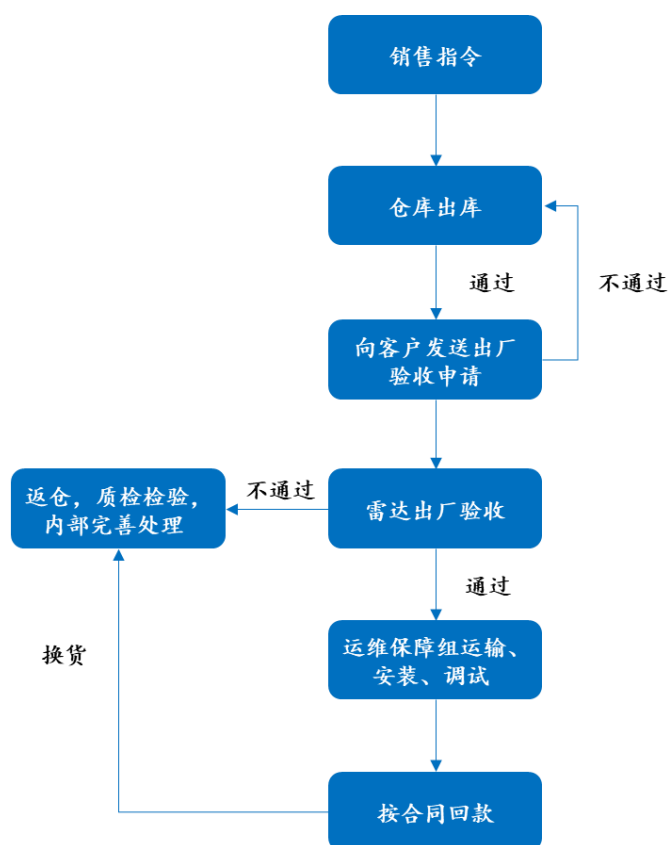 销售指令
仓库出库
通过
不通过
向客户发送出厂
验收申请
返仓，质检检验，
内部完善处理
不通过
雷达出厂验收
通过
换货
运维保障组运输、
安装、调试
按合同回款